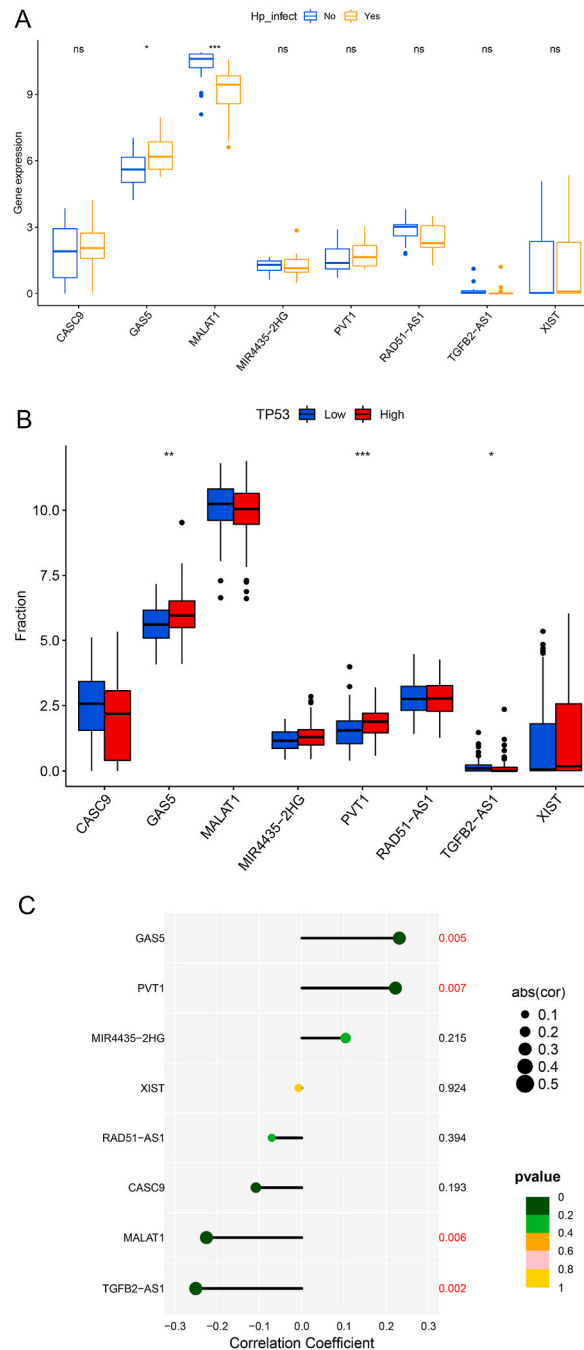 A
Hp_infect No Yes
ns * *** ns ns ns ns ns
Gene expression
9
6
3
0
CASC9 GAS5 MALAT1 MIR4435−2HG PVT1 RAD51−AS1 TGFB2−AS1 XIST
B
TP53 Low High
** *** *
Fraction
10.0
7.5
5.0
2.5
0.0
CASC9 GAS5 MALAT1 MIR4435−2HG PVT1 RAD51−AS1 TGFB2−AS1 XIST
C
GAS5 0.005
PVT1 0.007
MIR4435−2HG 0.215
XIST 0.924
RAD51−AS1 0.394
CASC9 0.193
MALAT1 0.006
TGFB2−AS1 0.002
−0.3 −0.2 −0.1 0.0 0.1 0.2 0.3
Correlation Coefficient
abs(cor)
0.1
0.2
0.3
0.4
0.5
pvalue
0
0.2
0.4
0.6
0.8
1